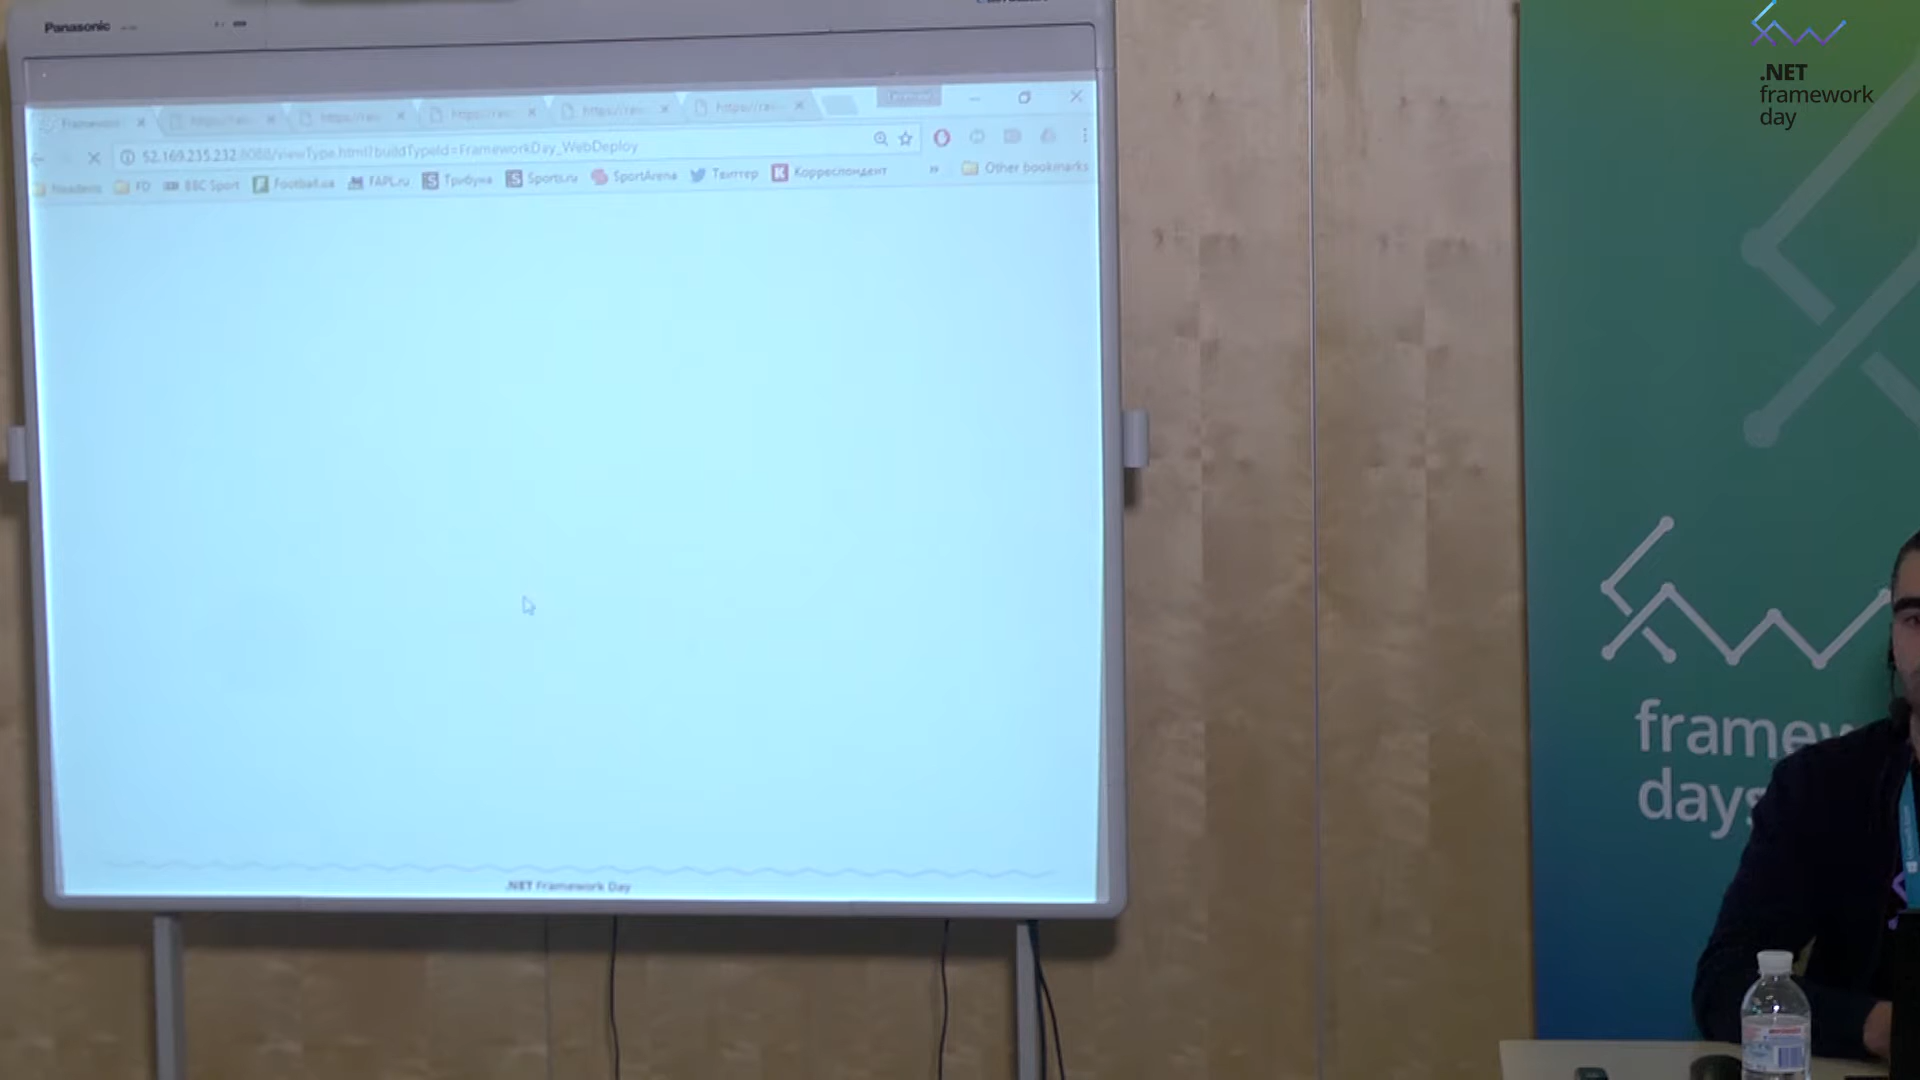 Panasonic
.NET
framework
day
52.169.235.232:8088/viewType.html?buildTypeId=FrameworkDay_WebDeploy
FD BBC Sport Football.ua FAPL.ru Трибуна Sports.ru SportArena Твиттер Корреспондент » Other bookmarks
.NET Framework Day
framew
days